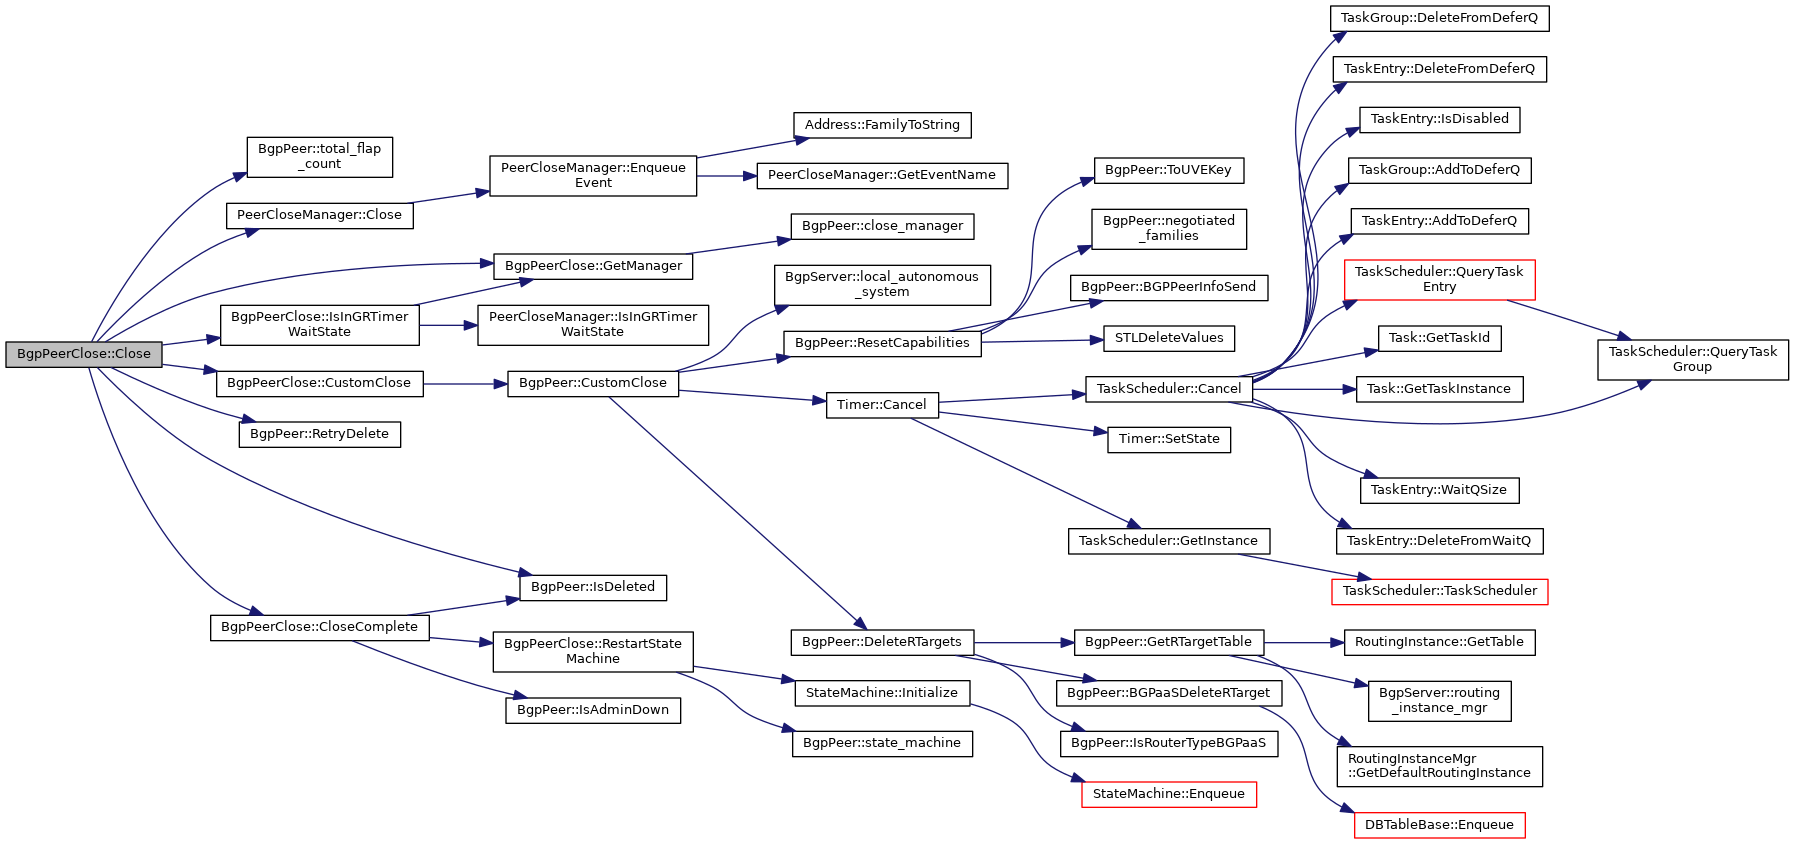 BgpPeerClose::Close
BgpPeer::total_flap
_count
PeerCloseManager::Close
BgpPeerClose::IsInGRTimer
WaitState
BgpPeerClose::CustomClose
BgpPeer::RetryDelete
BgpPeerClose::CloseComplete
PeerCloseManager::Enqueue
Event
BgpPeerClose::GetManager
PeerCloseManager::IsInGRTimer
WaitState
BgpPeer::CustomClose
BgpPeer::IsDeleted
BgpPeerClose::RestartState
Machine
BgpPeer::IsAdminDown
Address::FamilyToString
PeerCloseManager::GetEventName
BgpPeer::close_manager
BgpServer::local_autonomous
_system
BgpPeer::ResetCapabilities
Timer::Cancel
BgpPeer::DeleteRTargets
StateMachine::Initialize
BgpPeer::state_machine
BgpPeer::ToUVEKey
BgpPeer::negotiated
_families
BgpPeer::BGPPeerInfoSend
STLDeleteValues
TaskScheduler::Cancel
Timer::SetState
TaskScheduler::GetInstance
BgpPeer::GetRTargetTable
BgpPeer::BGPaaSDeleteRTarget
BgpPeer::IsRouterTypeBGPaaS
StateMachine::Enqueue
TaskGroup::DeleteFromDeferQ
TaskEntry::DeleteFromDeferQ
TaskEntry::IsDisabled
TaskGroup::AddToDeferQ
TaskEntry::AddToDeferQ
TaskScheduler::QueryTask
Entry
Task::GetTaskId
Task::GetTaskInstance
TaskEntry::WaitQSize
TaskEntry::DeleteFromWaitQ
TaskScheduler::TaskScheduler
RoutingInstance::GetTable
BgpServer::routing
_instance_mgr
RoutingInstanceMgr
::GetDefaultRoutingInstance
DBTableBase::Enqueue
TaskScheduler::QueryTask
Group